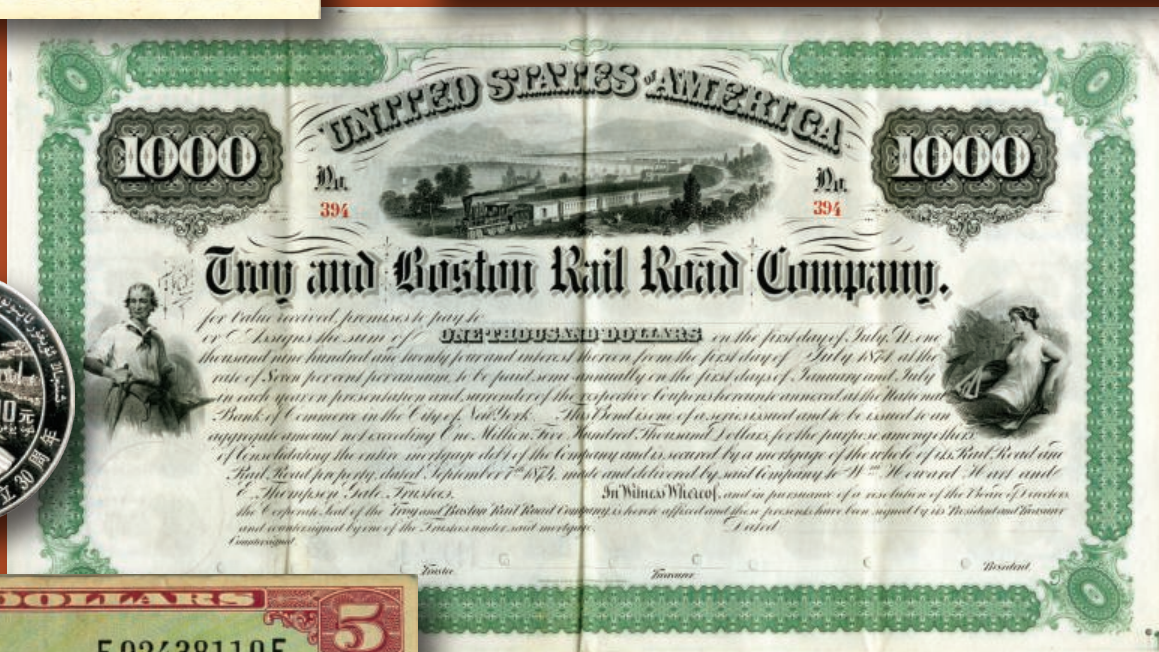 UNITED STATES of AMERICA
1000
1000
No.
394
No.
394
Troy and Boston Rail Road Company.
for Value received, promises to pay to
or Assigns the sum of ONE THOUSAND DOLLARS on the first day of July, A. one
thousand nine hundred and twenty four and interest thereon from the first day of July 1874 at the
rate of Seven per cent per annum, to be paid semi-annually on the first days of January and July
in each year on presentation and surrender of the respective Coupons hereunto annexed at the National
Bank of Commerce in the City of New York. This Bond is one of a series issued and to be issued to an
aggregate amount not exceeding One Million Five Hundred Thousand Dollars, for the purpose among others
of Consolidating the entire mortgage debt of the Company and is secured by a mortgage of the whole of its Rail Road and
Rail Road property, dated September 7th 1874, made and delivered by said Company to Wm Howard Hart and
E. Thompson Gale, Trustees. In Witness Whereof, and in pursuance of a resolution of the Board of Directors
the Corporate Seal of the Troy and Boston Rail Road Company, is hereto affixed and these presents have been signed by its President and Treasurer
and countersigned by one of the Trustees under said mortgage. Dated
Countersigned
Trustee.
Treasurer.
President.
10元
周年
立30
DOLLARS
5